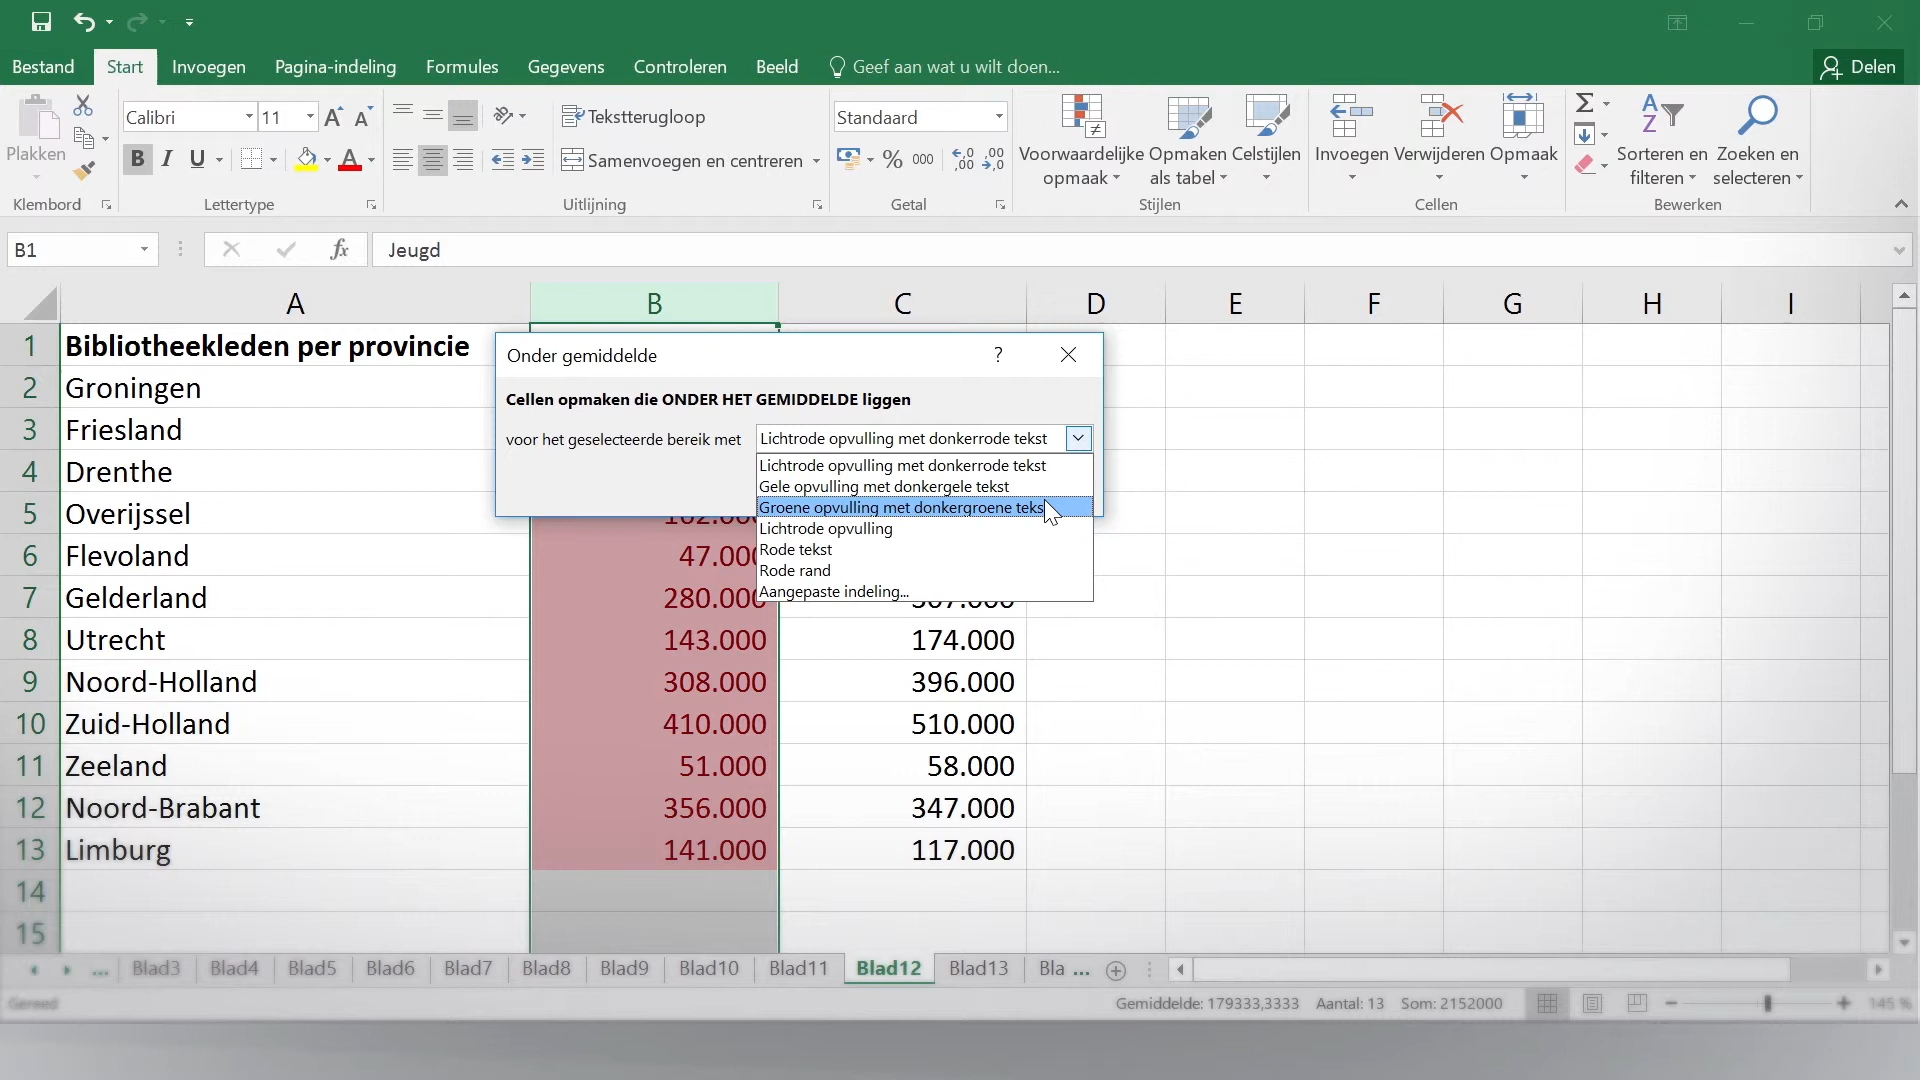 Bestand Start Invoegen Pagina-indeling Formules Gegevens Controleren Beeld Geef aan wat u wilt doen... Delen
Calibri 11 Tekstterugloop Standaard
Plakken B I U A Samenvoegen en centreren % 000 Voorwaardelijke opmaak Opmaken als tabel Celstijlen Invoegen Verwijderen Opmaak Sorteren en filteren Zoeken en selecteren
Klembord Lettertype Uitlijning Getal Stijlen Cellen Bewerken
B1 fx Jeugd
A B C D E F G H I
1 Bibliotheekleden per provincie
Onder gemiddelde ?
2 Groningen
Cellen opmaken die ONDER HET GEMIDDELDE liggen
3 Friesland
voor het geselecteerde bereik met Lichtrode opvulling met donkerrode tekst
Lichtrode opvulling met donkerrode tekst
4 Drenthe
Gele opvulling met donkergele tekst
Groene opvulling met donkergroene teks
5 Overijssel
Lichtrode opvulling
Rode tekst
6 Flevoland 47.000
Rode rand
Aangepaste indeling...
7 Gelderland 280.000
8 Utrecht 143.000 174.000
9 Noord-Holland 308.000 396.000
10 Zuid-Holland 410.000 510.000
11 Zeeland 51.000 58.000
12 Noord-Brabant 356.000 347.000
13 Limburg 141.000 117.000
14
15
... Blad3 Blad4 Blad5 Blad6 Blad7 Blad8 Blad9 Blad10 Blad11 Blad12 Blad13 Bla ...
Gereed Gemiddelde: 179333,3333 Aantal: 13 Som: 2152000 145 %